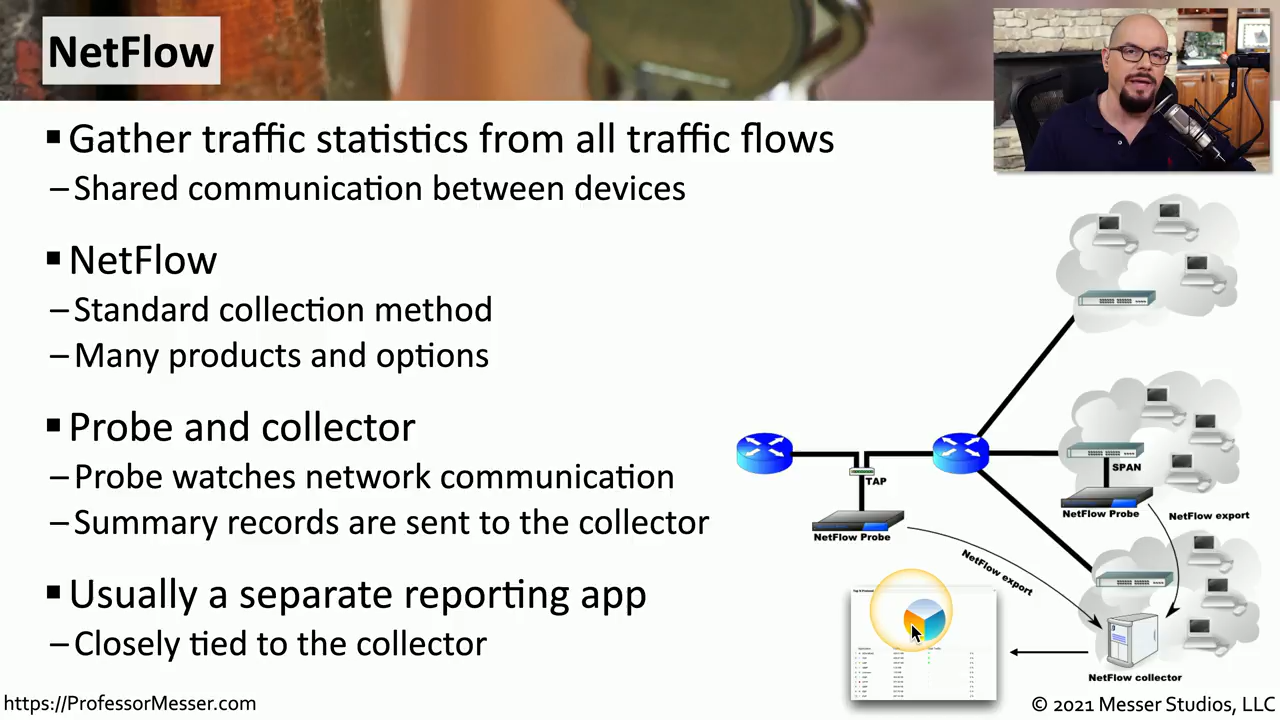 NetFlow
▪ Gather traffic statistics from all traffic flows
– Shared communication between devices
▪ NetFlow
– Standard collection method
– Many products and options
▪ Probe and collector
– Probe watches network communication
– Summary records are sent to the collector
▪ Usually a separate reporting app
– Closely tied to the collector
TAP
NetFlow Probe
SPAN
NetFlow Probe
NetFlow export
NetFlow export
NetFlow collector
https://ProfessorMesser.com
© 2021 Messer Studios, LLC